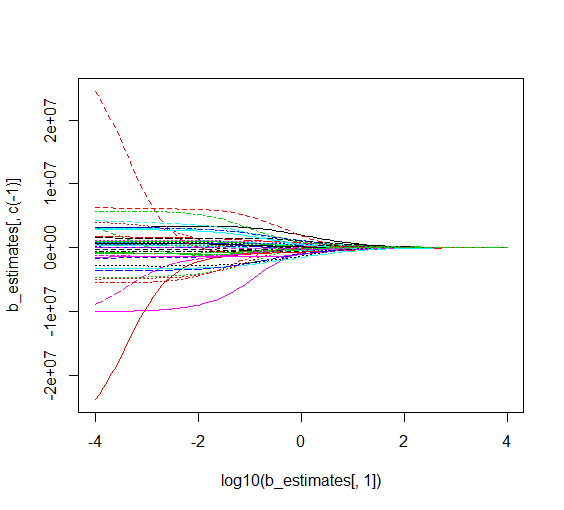 2e+07
1e+07
0e+00
-1e+07
-2e+07
b_estimates[, c(-1)]
-4
-2
0
2
4
log10(b_estimates[, 1])